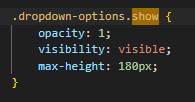 .dropdown-options.show {
    opacity: 1;
    visibility: visible;
    max-height: 180px;
}